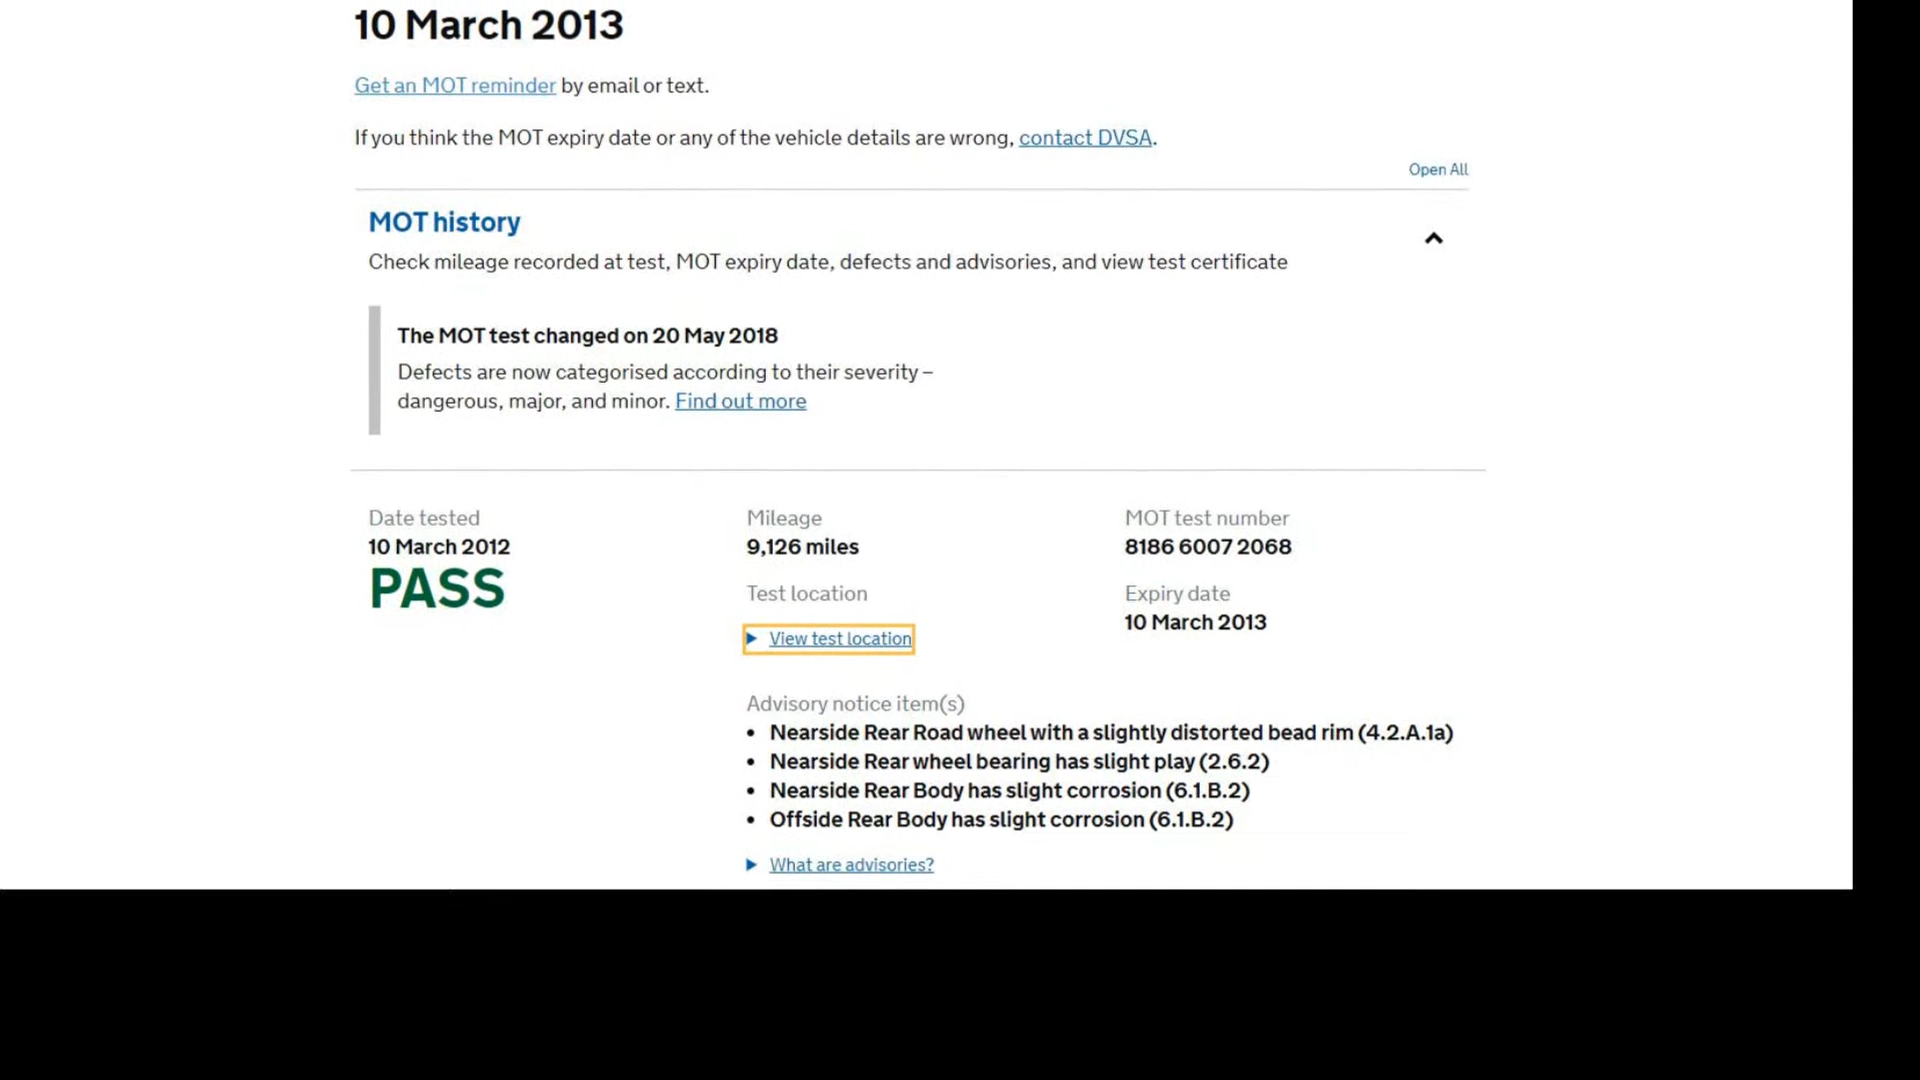 10 March 2013
Get an MOT reminder by email or text.
If you think the MOT expiry date or any of the vehicle details are wrong, contact DVSA.
Open All
MOT history
Check mileage recorded at test, MOT expiry date, defects and advisories, and view test certificate
The MOT test changed on 20 May 2018
Defects are now categorised according to their severity –
dangerous, major, and minor. Find out more
Date tested
10 March 2012
PASS
Mileage
9,126 miles
Test location
View test location
MOT test number
8186 6007 2068
Expiry date
10 March 2013
Advisory notice item(s)
• Nearside Rear Road wheel with a slightly distorted bead rim (4.2.A.1a)
• Nearside Rear wheel bearing has slight play (2.6.2)
• Nearside Rear Body has slight corrosion (6.1.B.2)
• Offside Rear Body has slight corrosion (6.1.B.2)
What are advisories?